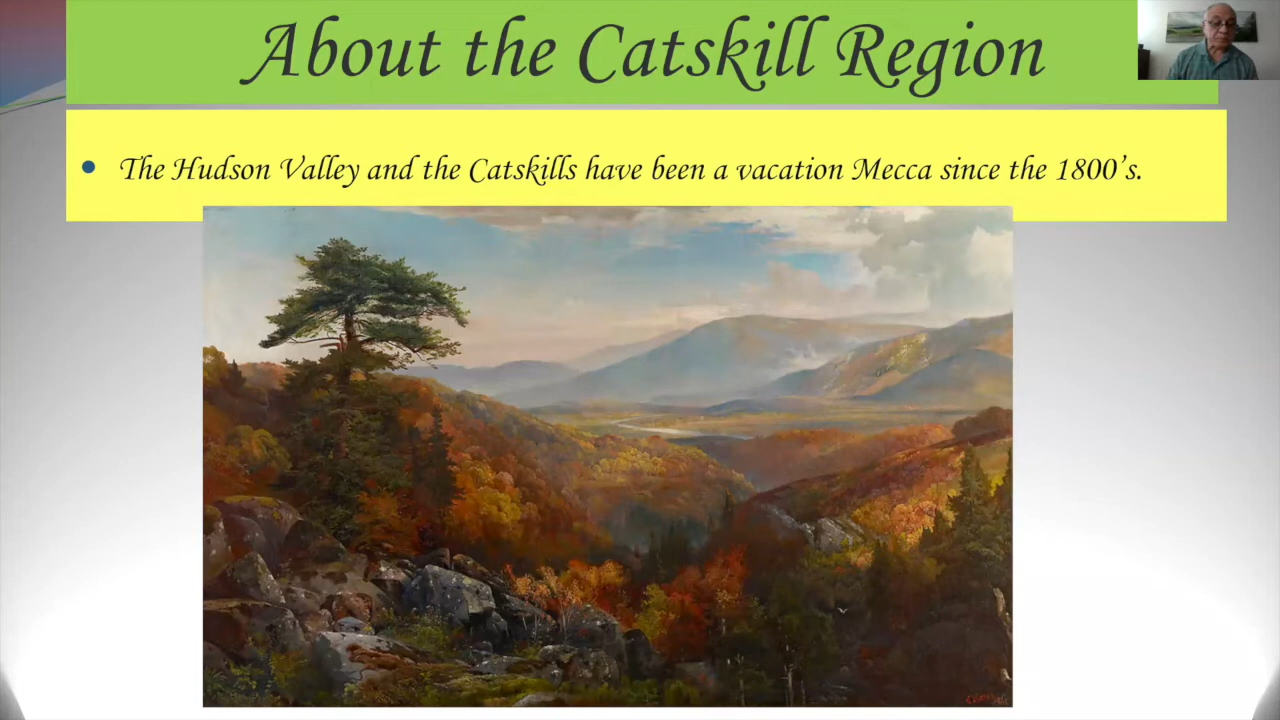 About the Catskill Region
• The Hudson Valley and the Catskills have been a vacation Mecca since the 1800's.